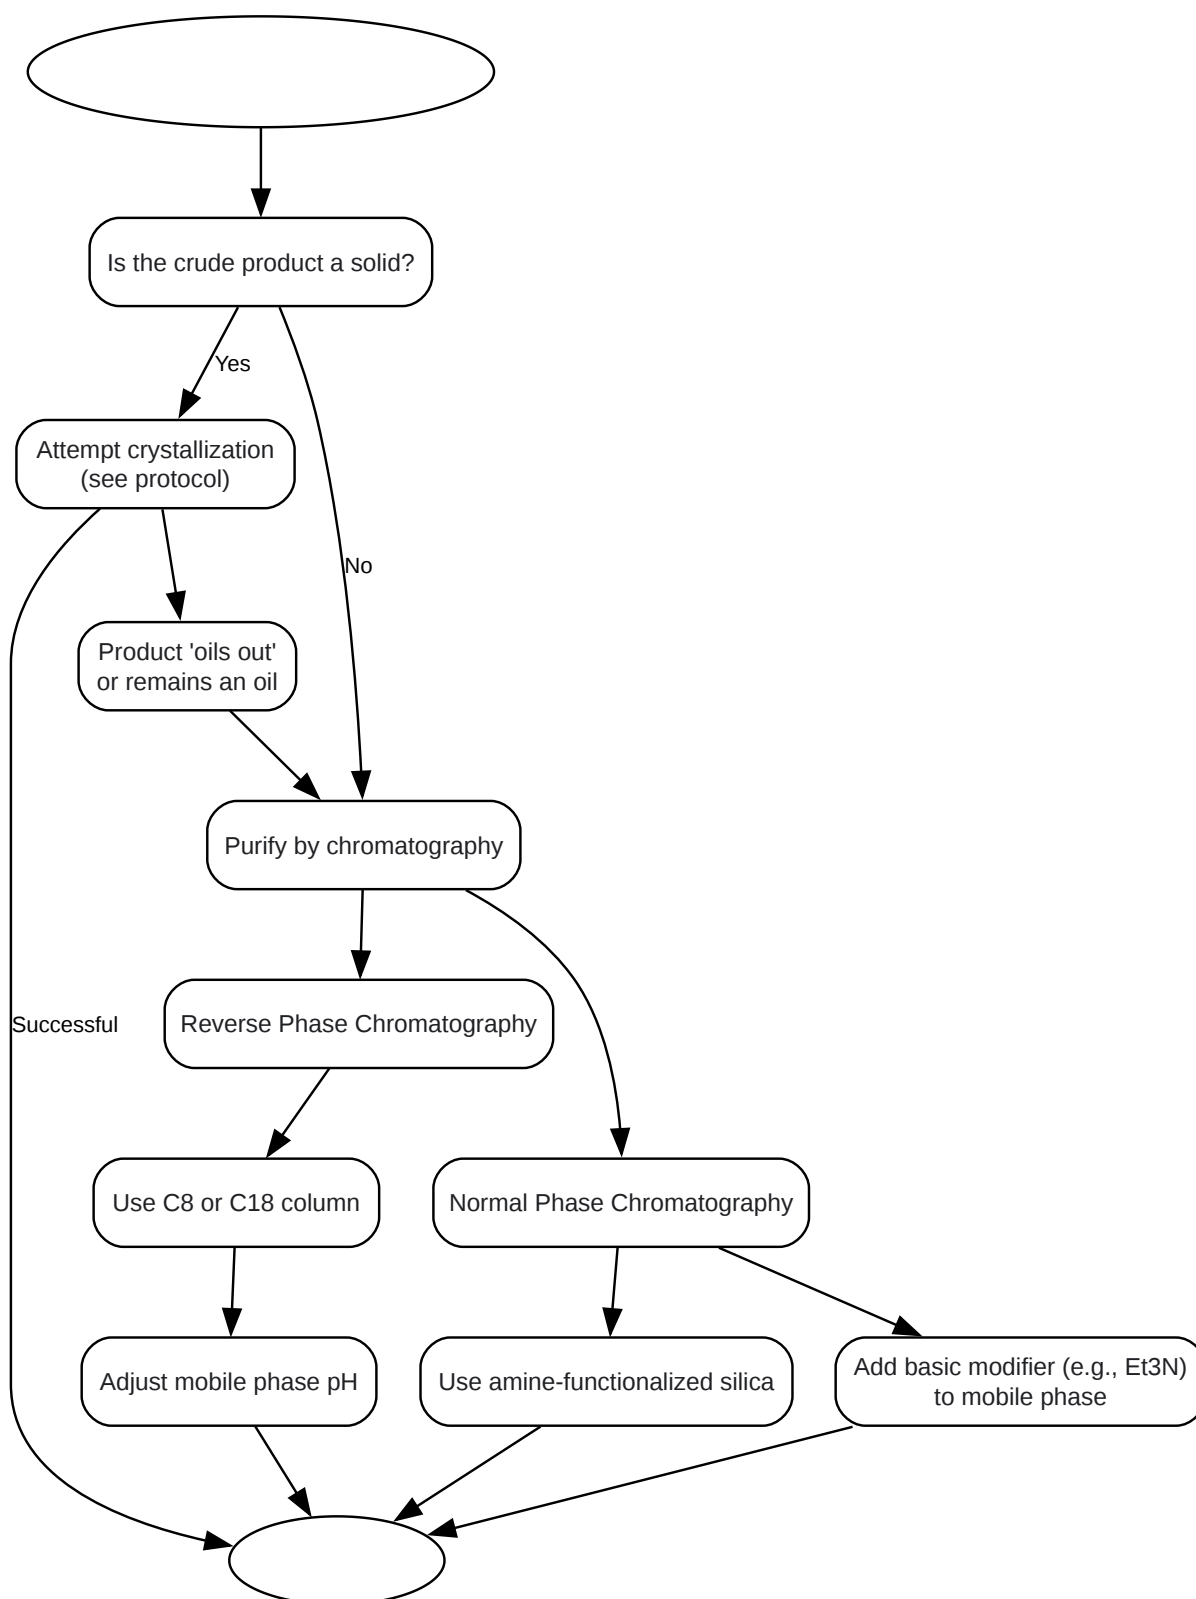 Is the crude product a solid?
Yes
Attempt crystallization
(see protocol)
No
Product 'oils out'
or remains an oil
Purify by chromatography
Reverse Phase Chromatography
Successful
Use C8 or C18 column
Normal Phase Chromatography
Adjust mobile phase pH
Use amine-functionalized silica
Add basic modifier (e.g., Et3N)
to mobile phase